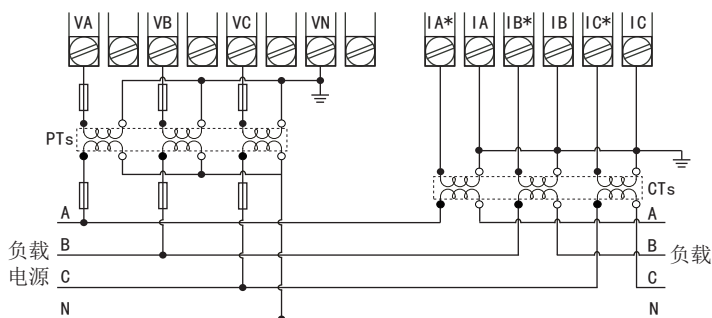 VA VB VC VN IA* IA IB* IB IC* IC
PTs
CTs
A A
负载 B B 负载
电源 C C
N N